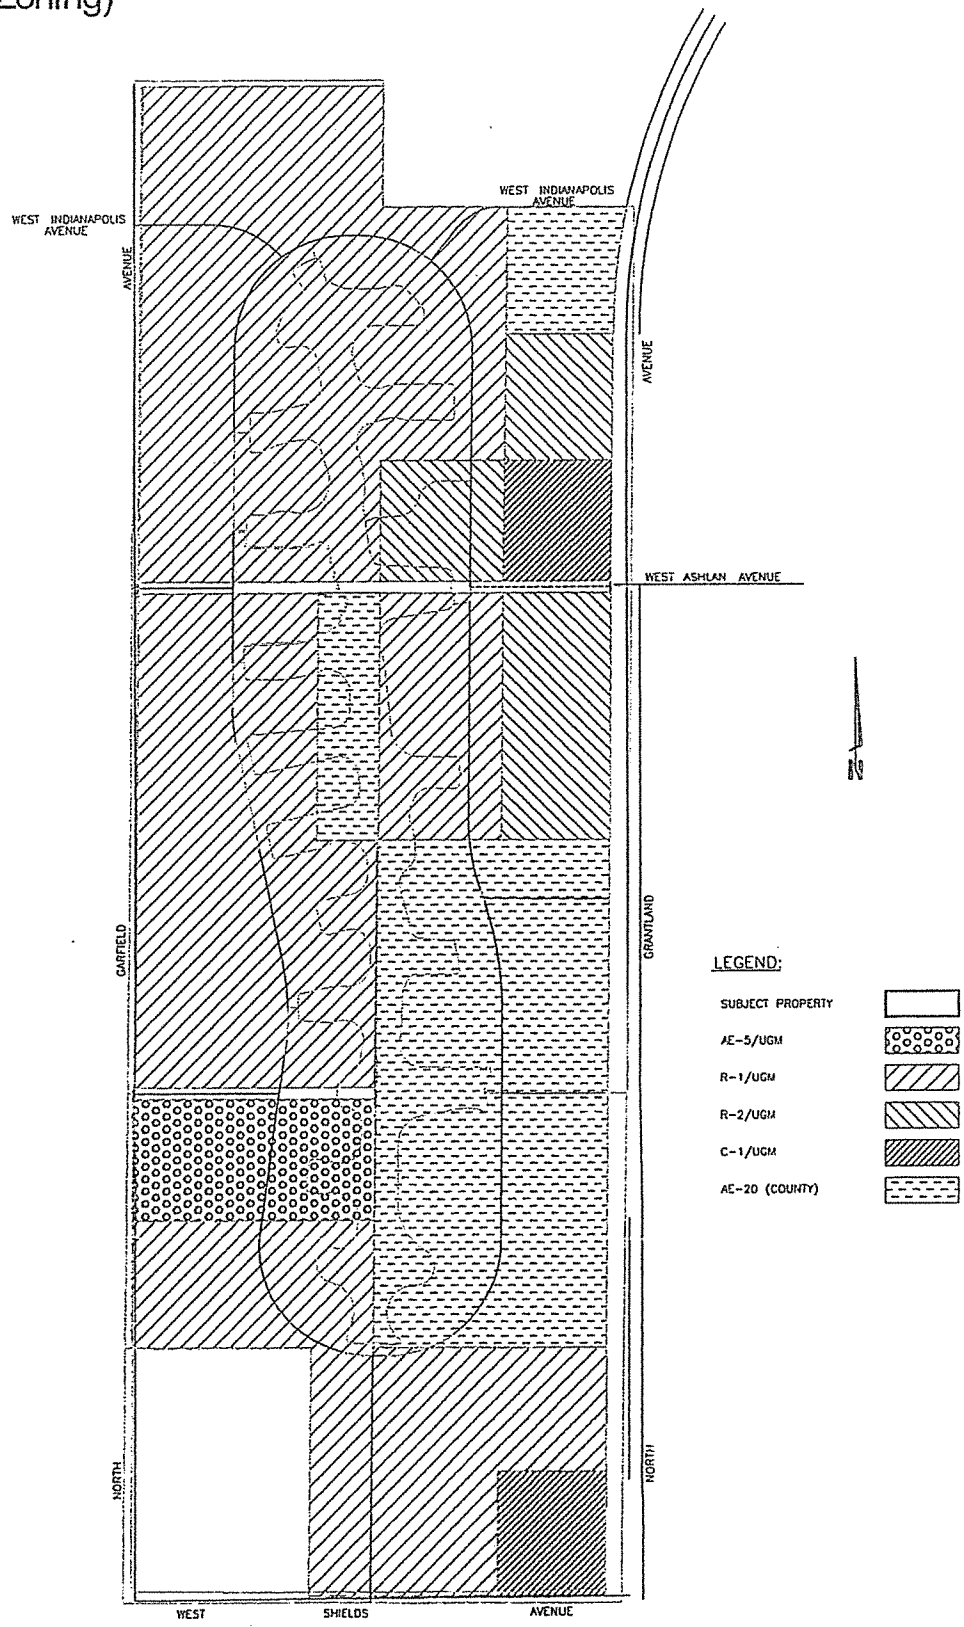 Zoning)
WEST INDIANAPOLIS
AVENUE
WEST INDIANAPOLIS
AVENUE
AVENUE
AVENUE
WEST ASHLAN AVENUE
N
GARFIELD
GRANTLAND
LEGEND:
SUBJECT PROPERTY
AE-5/UGM
R-1/UGM
R-2/UGM
C-1/UGM
AE-20 (COUNTY)
NORTH
NORTH
WEST SHIELDS AVENUE